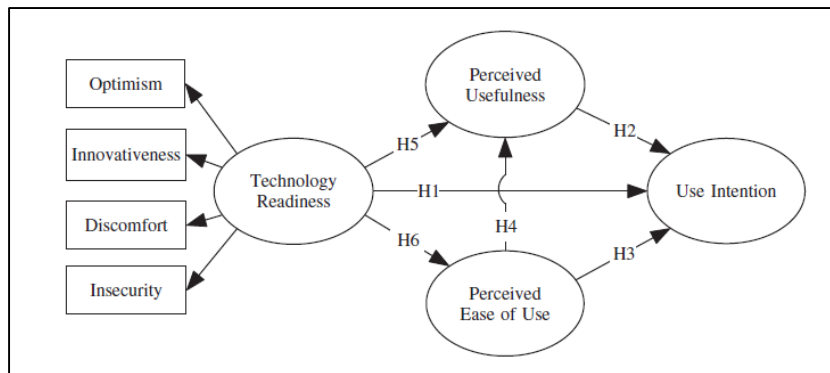 Optimism
Innovativeness
Discomfort
Insecurity
Technology
Readiness
H5
H1
H6
Perceived
Usefulness
H4
Perceived
Ease of Use
H2
H3
Use Intention